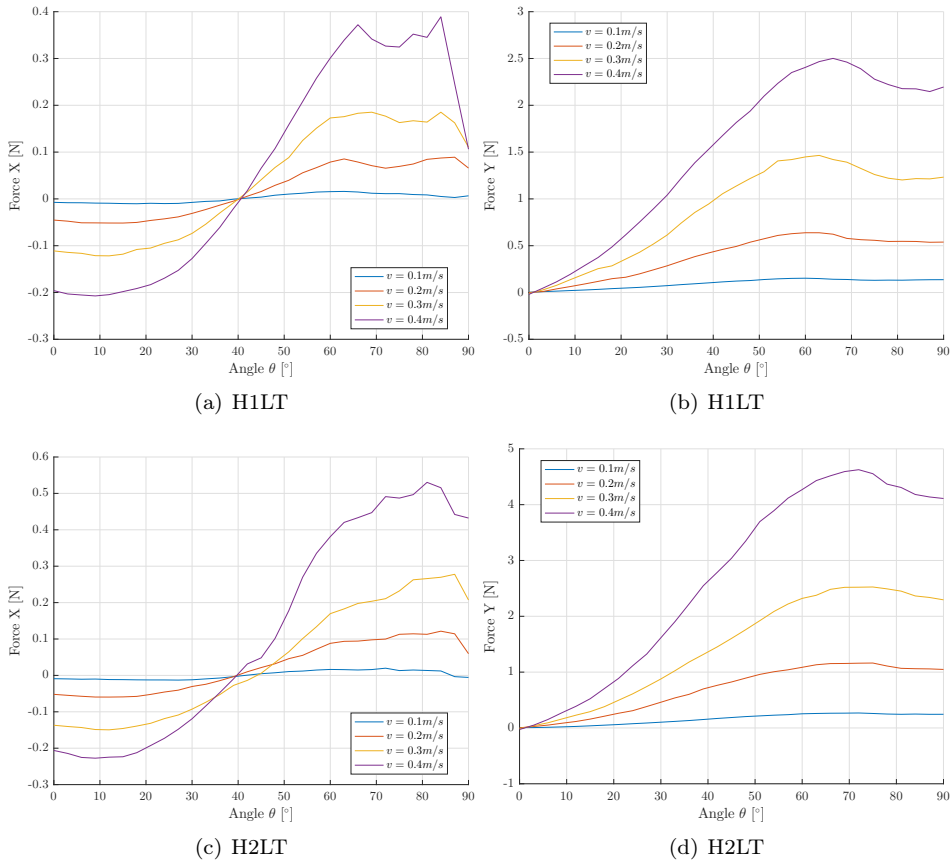 0.4
0.3
0.2
0.1
0
-0.1
-0.2
-0.3
Force X [N]
v = 0.1m/s
v = 0.2m/s
v = 0.3m/s
v = 0.4m/s
0 10 20 30 40 50 60 70 80 90
Angle θ [°]
(a) H1LT
3
2.5
2
1.5
1
0.5
0
-0.5
Force Y [N]
v = 0.1m/s
v = 0.2m/s
v = 0.3m/s
v = 0.4m/s
0 10 20 30 40 50 60 70 80 90
Angle θ [°]
(b) H1LT
0.6
0.5
0.4
0.3
0.2
0.1
0
-0.1
-0.2
-0.3
Force X [N]
v = 0.1m/s
v = 0.2m/s
v = 0.3m/s
v = 0.4m/s
0 10 20 30 40 50 60 70 80 90
Angle θ [°]
(c) H2LT
5
4
3
2
1
0
-1
Force Y [N]
v = 0.1m/s
v = 0.2m/s
v = 0.3m/s
v = 0.4m/s
0 10 20 30 40 50 60 70 80 90
Angle θ [°]
(d) H2LT